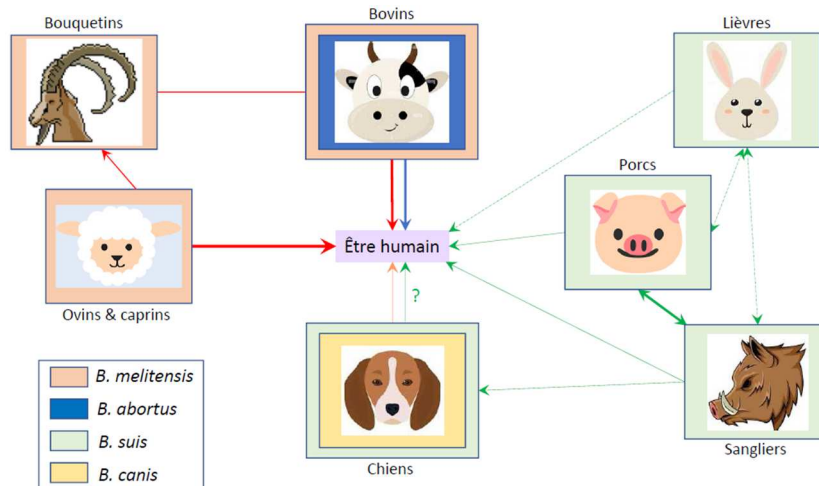 Bouquetins
Bovins
Lièvres
Porcs
Être humain
?
Ovins & caprins
B. melitensis
B. abortus
B. suis
B. canis
Chiens
Sangliers